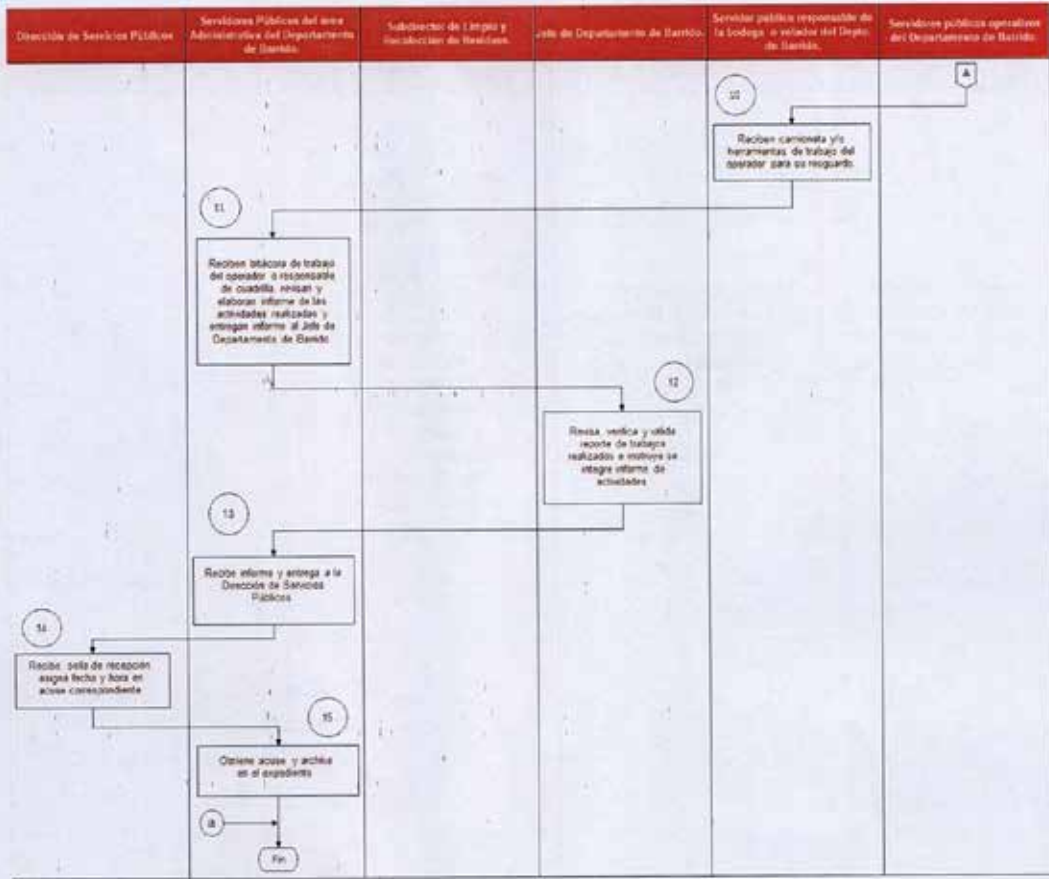 Dirección de Servicios Públicos
Servidores Públicos del área
Administrativa del Departamento
de Barrido.
Subdirector de Limpia y
Recolección de Residuos.
Jefe de Departamento de Barrido.
Servidor público responsable de
la bodega o velador del Depto.
de Barrido.
Servidores públicos operativos
del Departamento de Barrido.
A
10
Reciben camioneta y/o
herramientas de trabajo del
operador para su resguardo.
11
Reciben bitácora de trabajo
del operador o responsable
de cuadrilla, revisan y
elaboran informe de las
actividades realizadas y
entregan informe al Jefe de
Departamento de Barrido
12
Revisa, verifica y valida
reporte de trabajos
realizados e instruye se
integre informe de
actividades
13
Recibe informe y entrega a la
Dirección de Servicios
Públicos
14
Recibe, sella de recepción
asigna fecha y hora en
acuse correspondiente
15
Obtiene acuse y archiva
en el expediente
Fin